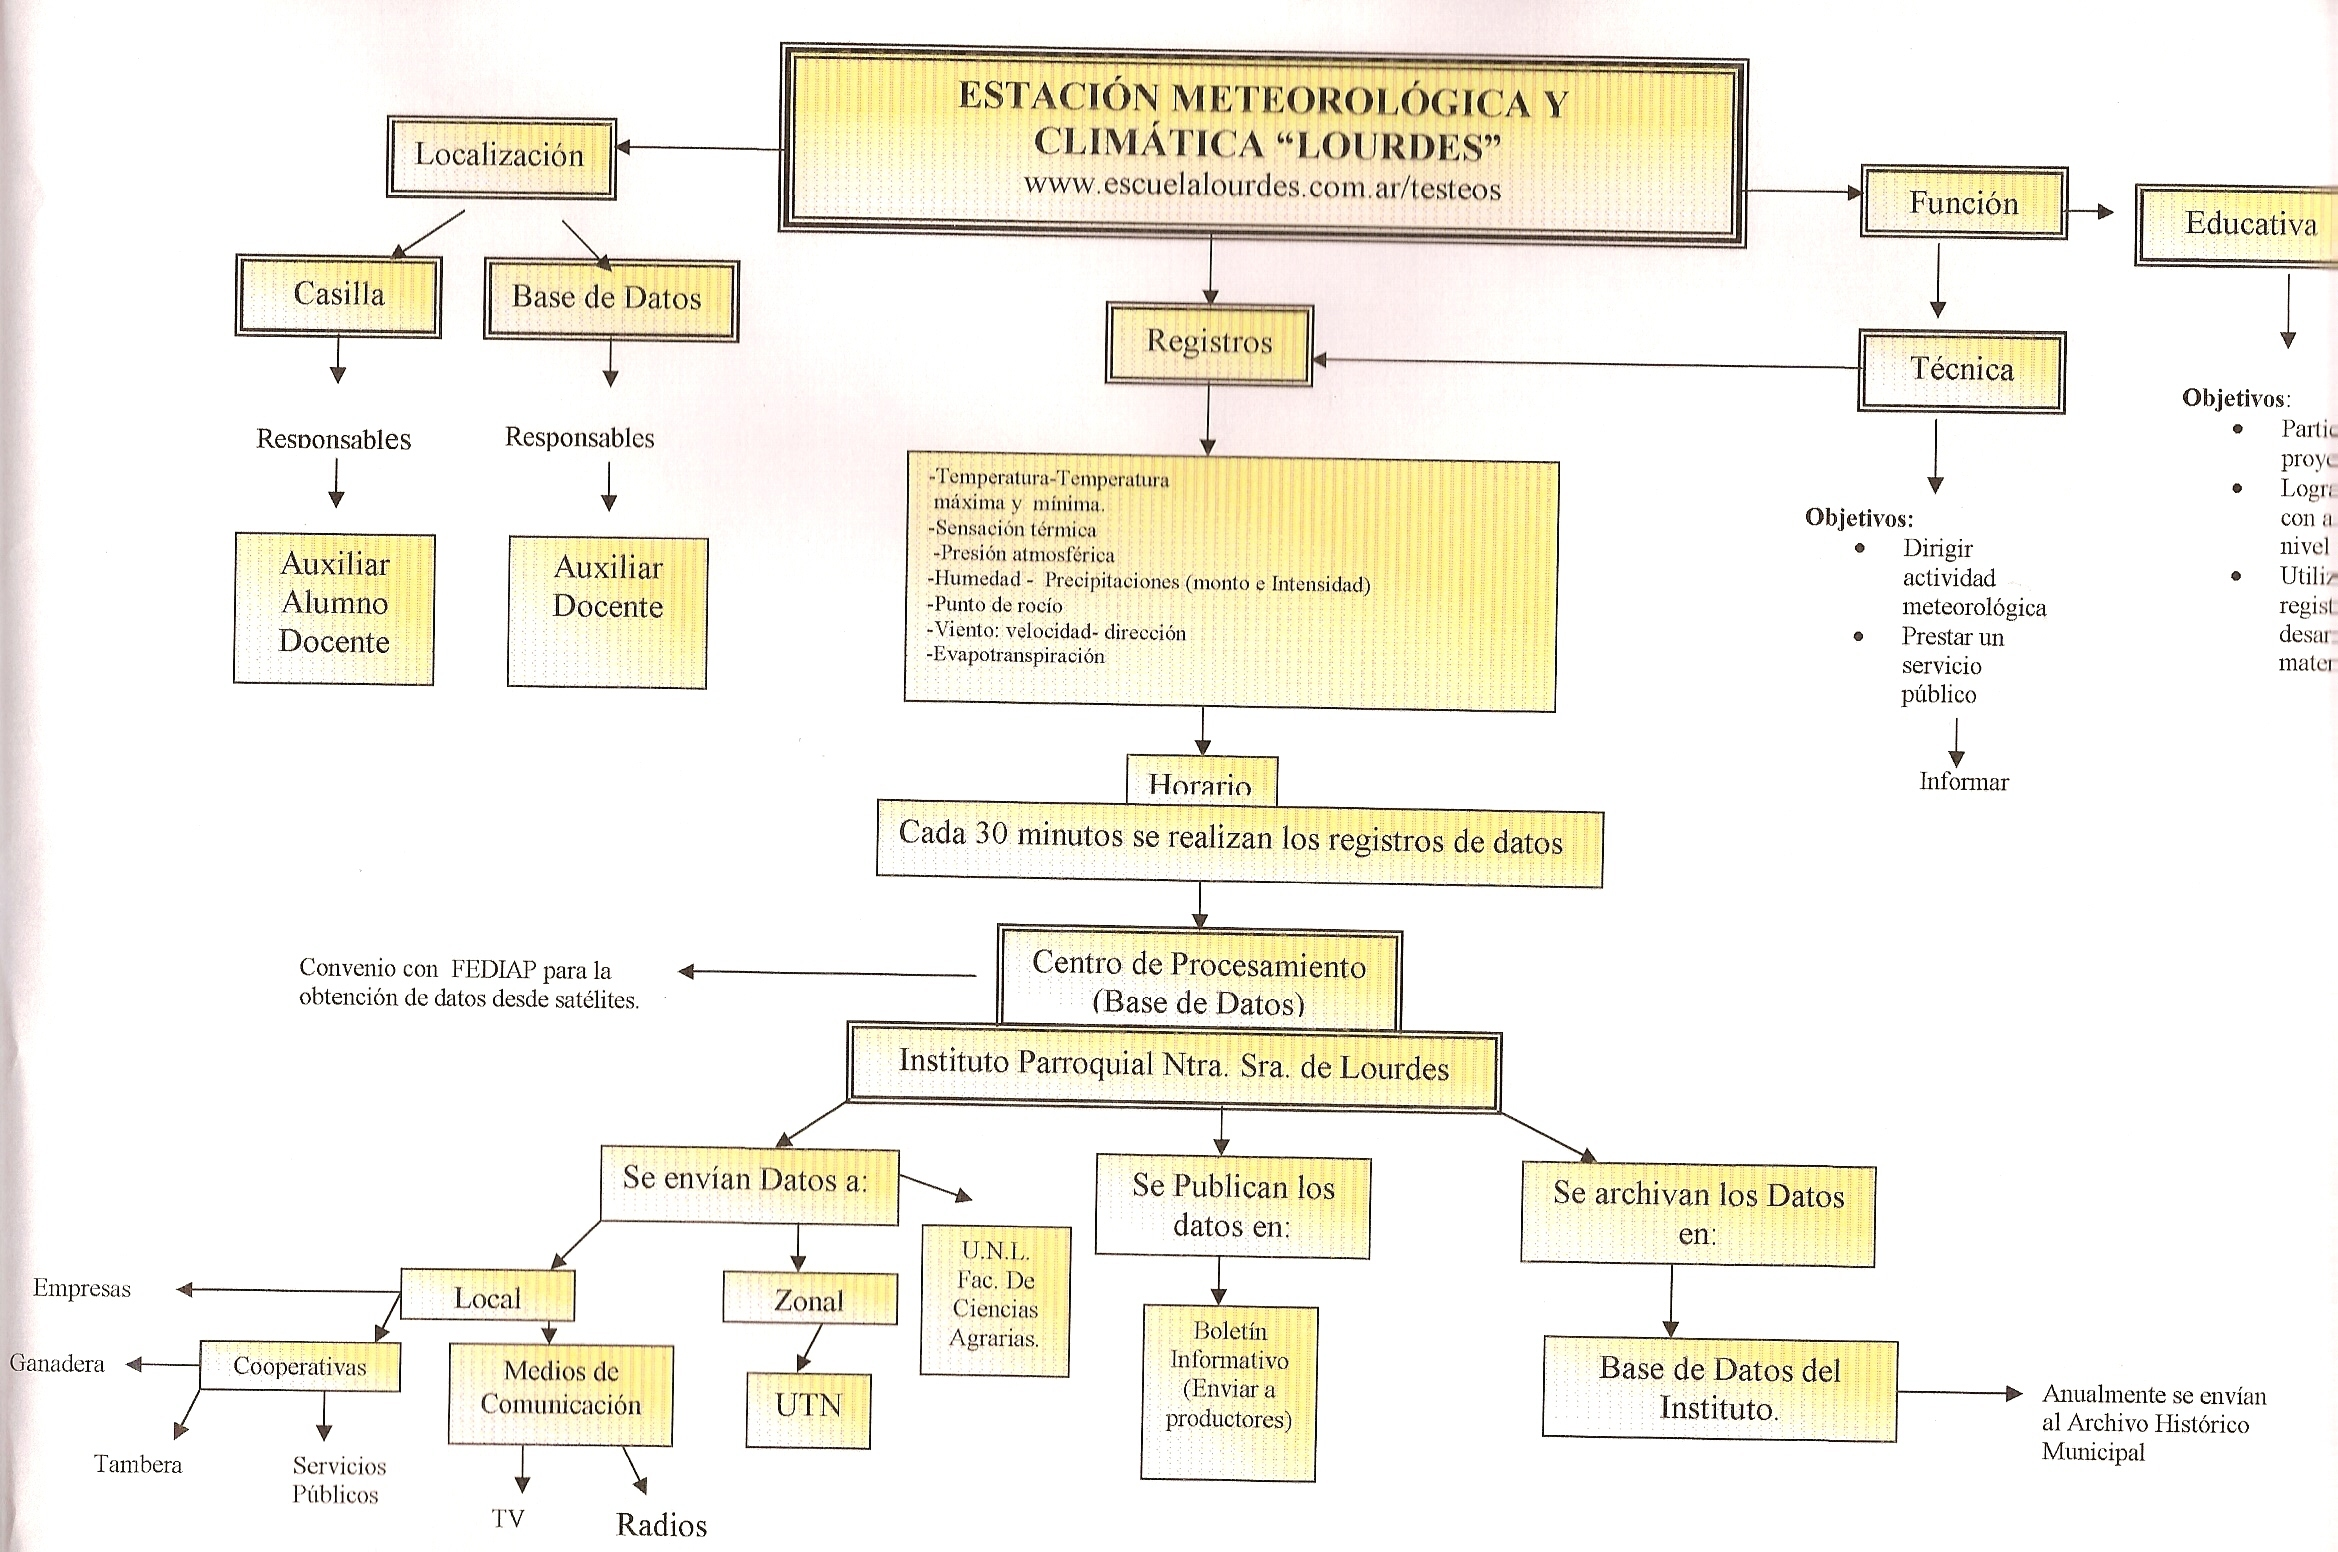 ESTACIÓN METEOROLÓGICA Y
CLIMÁTICA “LOURDES”
www.escuelalourdes.com.ar/testeos
Localización
Función
Educativa
Casilla
Base de Datos
Registros
Técnica
Responsables
Responsables
Auxiliar
Alumno
Docente
Auxiliar
Docente
-Temperatura-Temperatura
máxima y mínima.
-Sensación térmica
-Presión atmosférica
-Humedad - Precipitaciones (monto e Intensidad)
-Punto de rocío
-Viento: velocidad- dirección
-Evapotranspiración
Objetivos:
• Dirigir
actividad
meteorológica
• Prestar un
servicio
público
Informar
Objetivos:
•
•
con a
nivel
•
Horario
Cada 30 minutos se realizan los registros de datos
Centro de Procesamiento
(Base de Datos)
Convenio con FEDIAP para la
obtención de datos desde satélites.
Instituto Parroquial Ntra. Sra. de Lourdes
Se envían Datos a:
Se Publican los
datos en:
Se archivan los Datos
en:
U.N.L.
Fac. De
Ciencias
Agrarias.
Local
Zonal
Empresas
Ganadera
Cooperativas
Medios de
Comunicación
UTN
Boletín
Informativo
(Enviar a
productores)
Base de Datos del
Instituto.
Anualmente se envían
al Archivo Histórico
Municipal
Tambera
Servicios
Públicos
TV
Radios